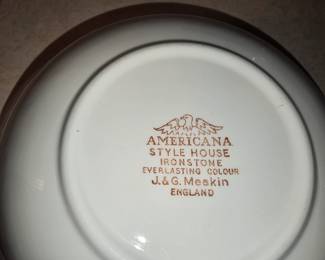 AMERICANA
STYLE HOUSE
IRONSTONE
EVERLASTING COLOUR
J.&G. Meakin
ENGLAND